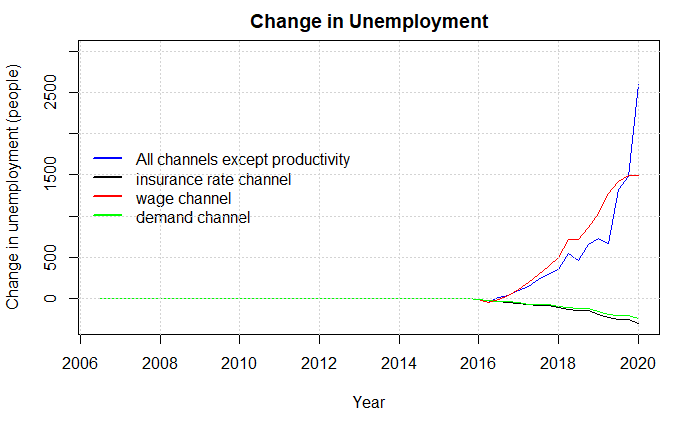 Change in Unemployment
Change in unemployment (people)
2500
1500
500
0
All channels except productivity
insurance rate channel
wage channel
demand channel
2006 2008 2010 2012 2014 2016 2018 2020
Year